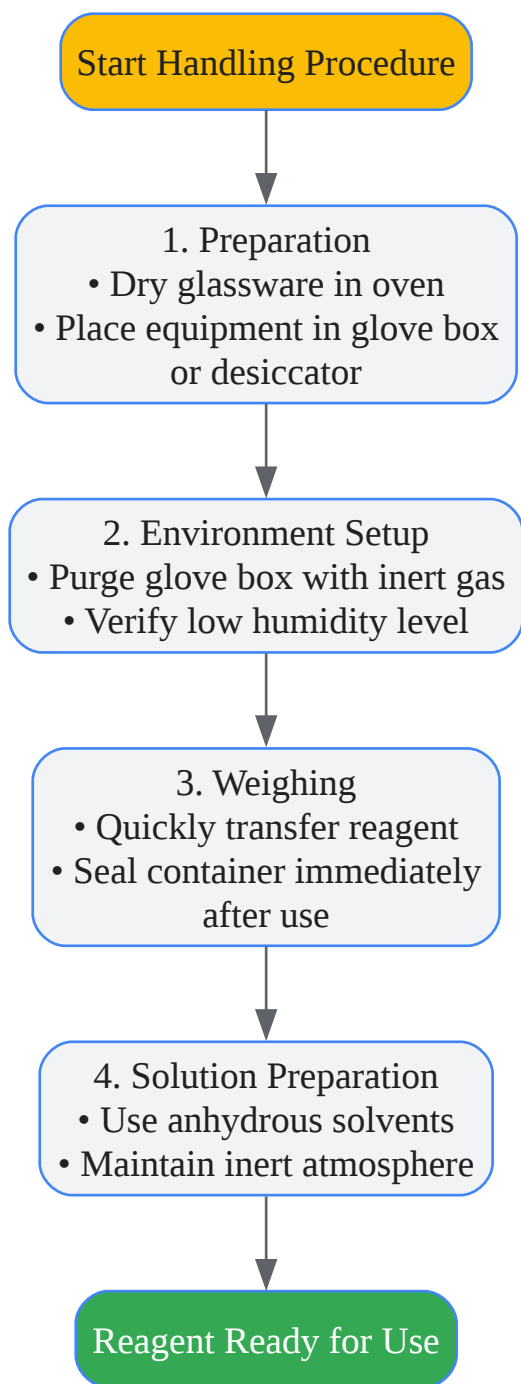 Start Handling Procedure
1. Preparation
• Dry glassware in oven
• Place equipment in glove box
or desiccator
2. Environment Setup
• Purge glove box with inert gas
• Verify low humidity level
3. Weighing
• Quickly transfer reagent
• Seal container immediately
after use
4. Solution Preparation
• Use anhydrous solvents
• Maintain inert atmosphere
Reagent Ready for Use